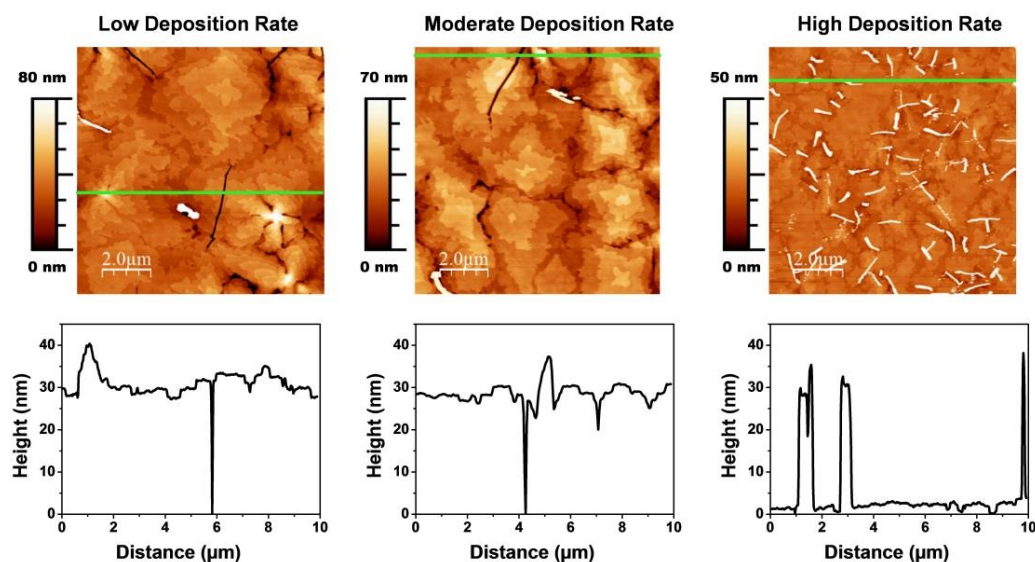 Low Deposition Rate
Moderate Deposition Rate
High Deposition Rate
80 nm
0 nm
2.0μm
70 nm
0 nm
2.0μm
50 nm
0 nm
2.0μm
Height (nm)
40
30
20
10
0
0 2 4 6 8 10
Distance (μm)
Height (nm)
40
30
20
10
0
0 2 4 6 8 10
Distance (μm)
Height (nm)
40
30
20
10
0
0 2 4 6 8 10
Distance (μm)